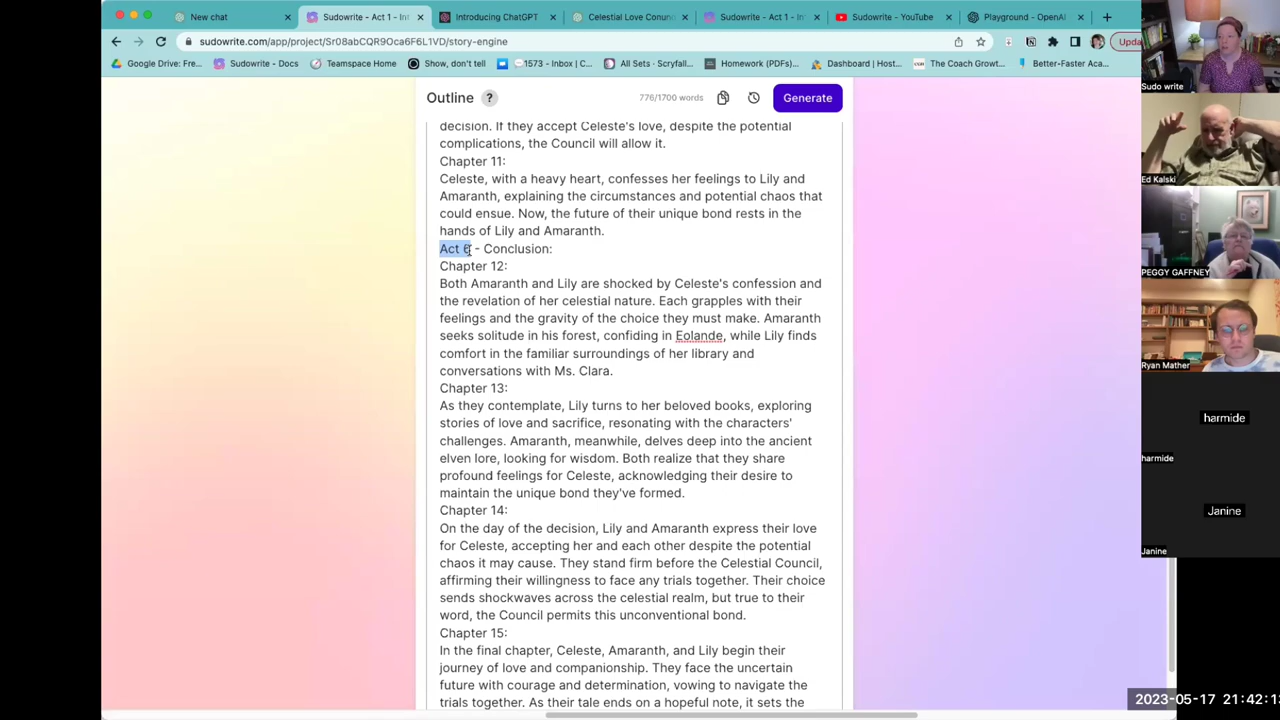 New chat
Sudowrite - Act 1 - Int
Introducing ChatGPT
Celestial Love Conun
Sudowrite - Act 1 - In
Sudowrite - YouTube
Playground - OpenAI
sudowrite.com/app/project/Sr08abCQR9Oca6F6L1VD/story-engine
Upda
Google Drive: Fre...
Sudowrite - Docs
Teamspace Home
Show, don't tell
1573 - Inbox | C...
All Sets · Scryfall...
Homework (PDFs)...
Dashboard | Host...
The Coach Growt...
Better-Faster Aca...
Outline
?
776/1700 words
Generate
decision. If they accept Celeste's love, despite the potential
complications, the Council will allow it.
Chapter 11:
Celeste, with a heavy heart, confesses her feelings to Lily and
Amaranth, explaining the circumstances and potential chaos that
could ensue. Now, the future of their unique bond rests in the
hands of Lily and Amaranth.
Act 6 - Conclusion:
Chapter 12:
Both Amaranth and Lily are shocked by Celeste's confession and
the revelation of her celestial nature. Each grapples with their
feelings and the gravity of the choice they must make. Amaranth
seeks solitude in his forest, confiding in Eolande, while Lily finds
comfort in the familiar surroundings of her library and
conversations with Ms. Clara.
Chapter 13:
As they contemplate, Lily turns to her beloved books, exploring
stories of love and sacrifice, resonating with the characters'
challenges. Amaranth, meanwhile, delves deep into the ancient
elven lore, looking for wisdom. Both realize that they share
profound feelings for Celeste, acknowledging their desire to
maintain the unique bond they've formed.
Chapter 14:
On the day of the decision, Lily and Amaranth express their love
for Celeste, accepting her and each other despite the potential
chaos it may cause. They stand firm before the Celestial Council,
affirming their willingness to face any trials together. Their choice
sends shockwaves across the celestial realm, but true to their
word, the Council permits this unconventional bond.
Chapter 15:
In the final chapter, Celeste, Amaranth, and Lily begin their
journey of love and companionship. They face the uncertain
future with courage and determination, vowing to navigate the
trials together. As their tale ends on a hopeful note, it sets the
Sudo write
Ed Kalski
PEGGY GAFFNEY
Ryan Mather
harmide
harmide
Janine
Janine
2023-05-17 21:42:1